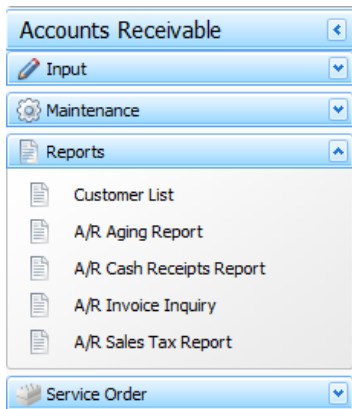 Accounts Receivable
Input
Maintenance
Reports
Customer List
A/R Aging Report
A/R Cash Receipts Report
A/R Invoice Inquiry
A/R Sales Tax Report
Service Order